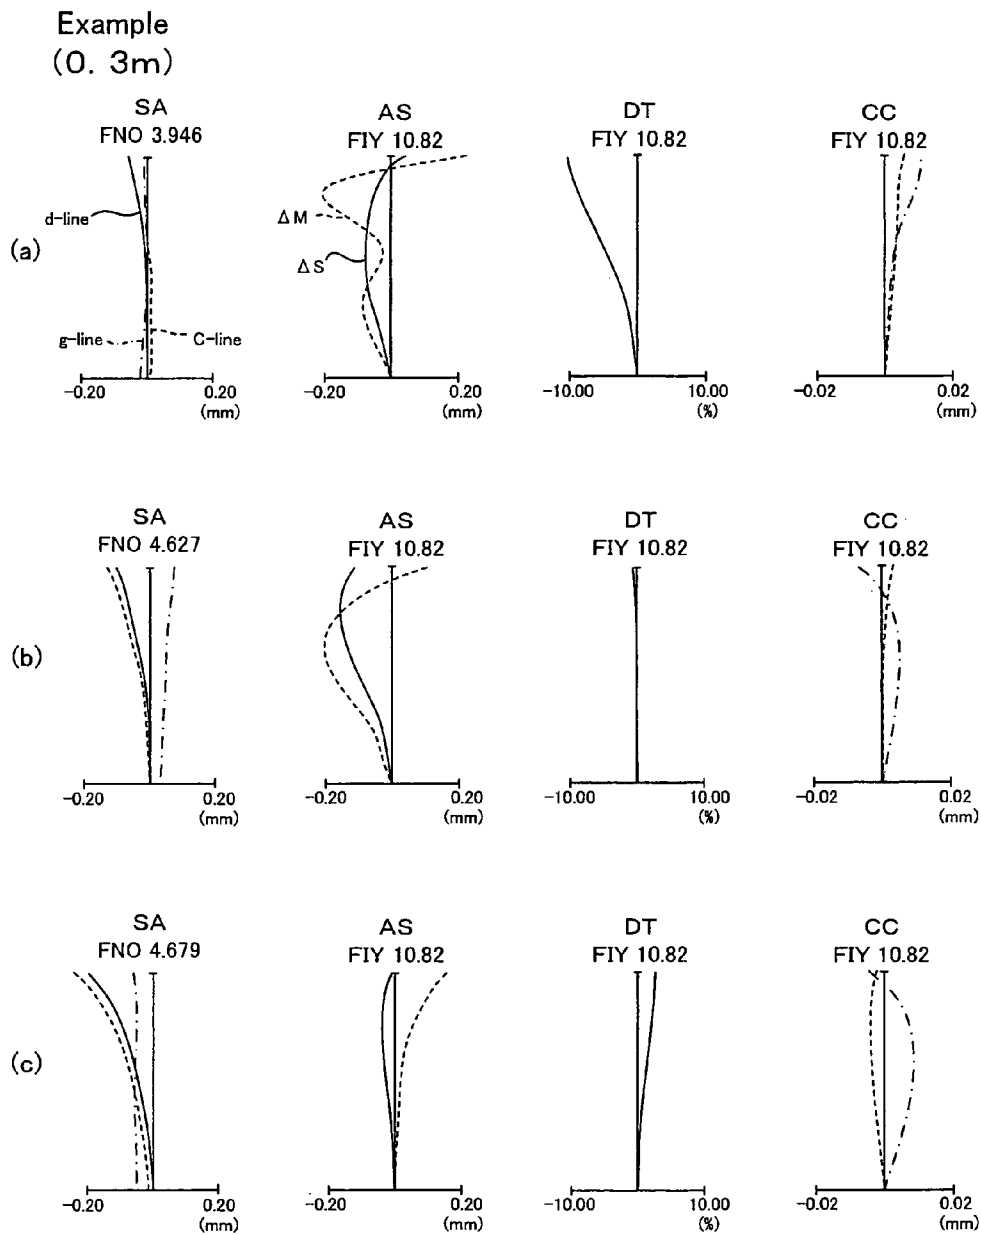 Example
(0. 3m)
SA
FNO 3.946
AS
FIY 10.82
DT
FIY 10.82
CC
FIY 10.82
(a)
d-line
g-line
C-line
ΔM
ΔS
-0.20
0.20
(mm)
-0.20
0.20
(mm)
-10.00
10.00
(%)
-0.02
0.02
(mm)
(b)
SA
FNO 4.627
AS
FIY 10.82
DT
FIY 10.82
CC
FIY 10.82
-0.20
0.20
(mm)
-0.20
0.20
(mm)
-10.00
10.00
(%)
-0.02
0.02
(mm)
(c)
SA
FNO 4.679
AS
FIY 10.82
DT
FIY 10.82
CC
FIY 10.82
-0.20
0.20
(mm)
-0.20
0.20
(mm)
-10.00
10.00
(%)
-0.02
0.02
(mm)